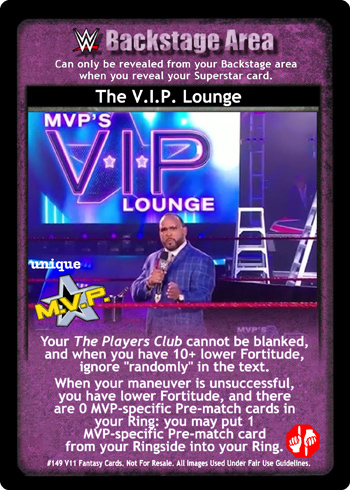 W Backstage Area
Can only be revealed from your Backstage area
when you reveal your Superstar card.
The V.I.P. Lounge
MVP'S
VIP
LOUNGE
MVP'S
unique
M.V.P.
Your The Players Club cannot be blanked,
and when you have 10+ lower Fortitude,
ignore "randomly" in the text.
When your maneuver is unsuccessful,
you have lower Fortitude, and there
are 0 MVP-specific Pre-match cards in
your Ring: you may put 1
MVP-specific Pre-match card
from your Ringside into your Ring.
#149 V11 Fantasy Cards. Not For Resale. All Images Used Under Fair Use Guidelines.